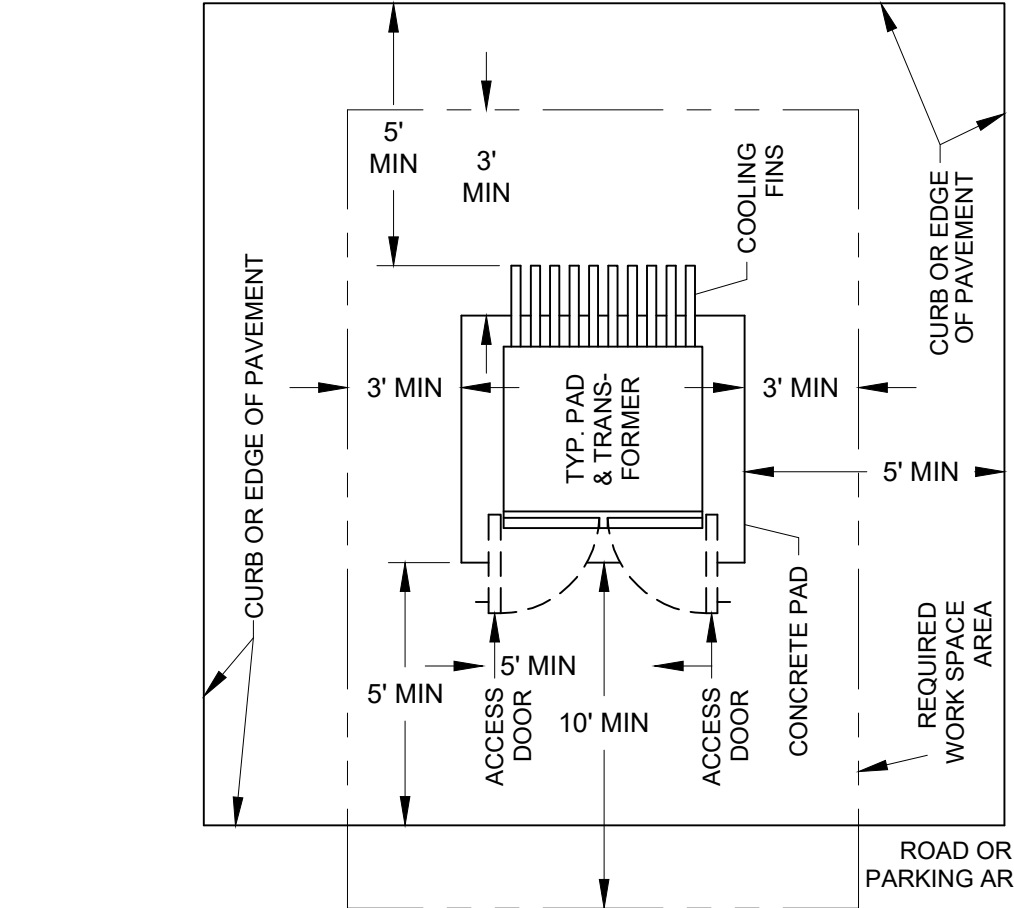 5'
MIN
3'
MIN
COOLING
FINS
CURB OR EDGE
OF PAVEMENT
CURB OR EDGE OF PAVEMENT
3' MIN
TYP. PAD
& TRANS-
FORMER
3' MIN
5' MIN
5' MIN
5' MIN
10' MIN
ACCESS
DOOR
ACCESS
DOOR
CONCRETE PAD
REQUIRED
WORK SPACE
AREA
ROAD OR
PARKING AR